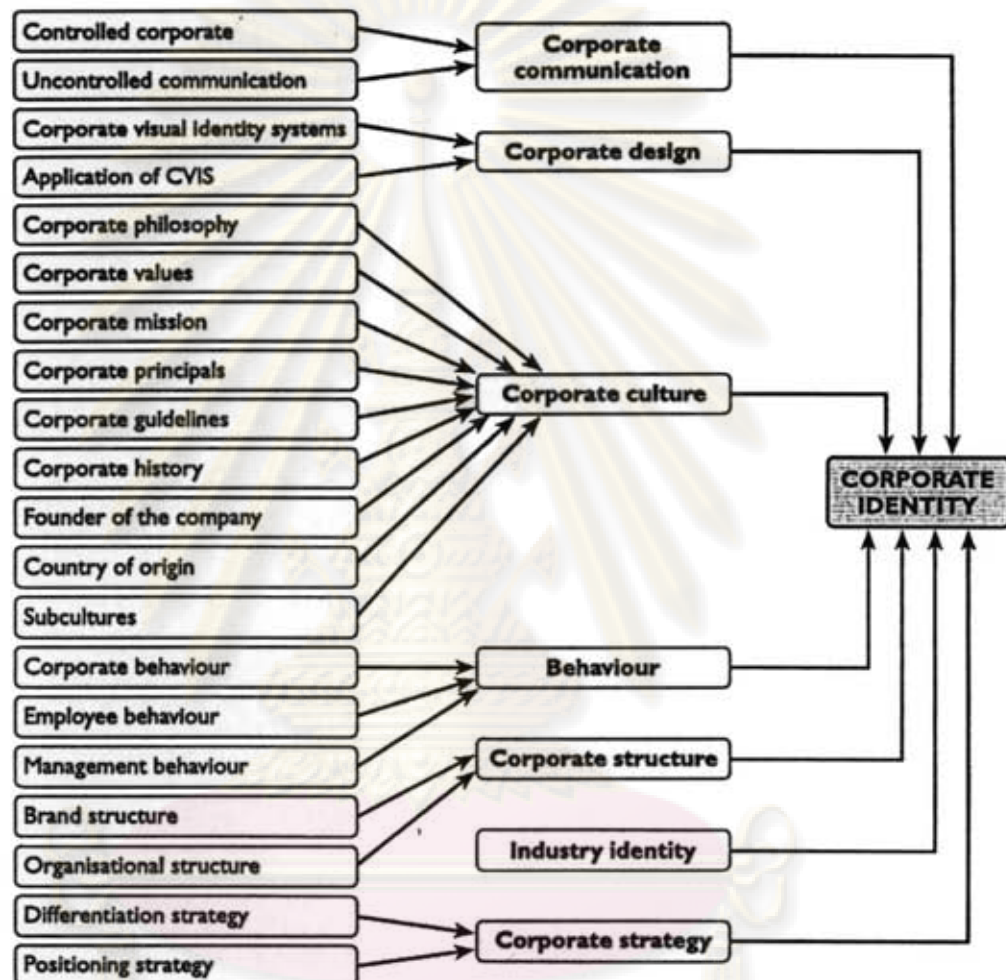 Controlled corporate
Uncontrolled communication
Corporate visual identity systems
Application of CVIS
Corporate philosophy
Corporate values
Corporate mission
Corporate principals
Corporate guidelines
Corporate history
Founder of the company
Country of origin
Subcultures
Corporate behaviour
Employee behaviour
Management behaviour
Brand structure
Organisational structure
Differentiation strategy
Positioning strategy
Corporate
communication
Corporate design
Corporate culture
Behaviour
Corporate structure
Industry identity
Corporate strategy
CORPORATE
IDENTITY